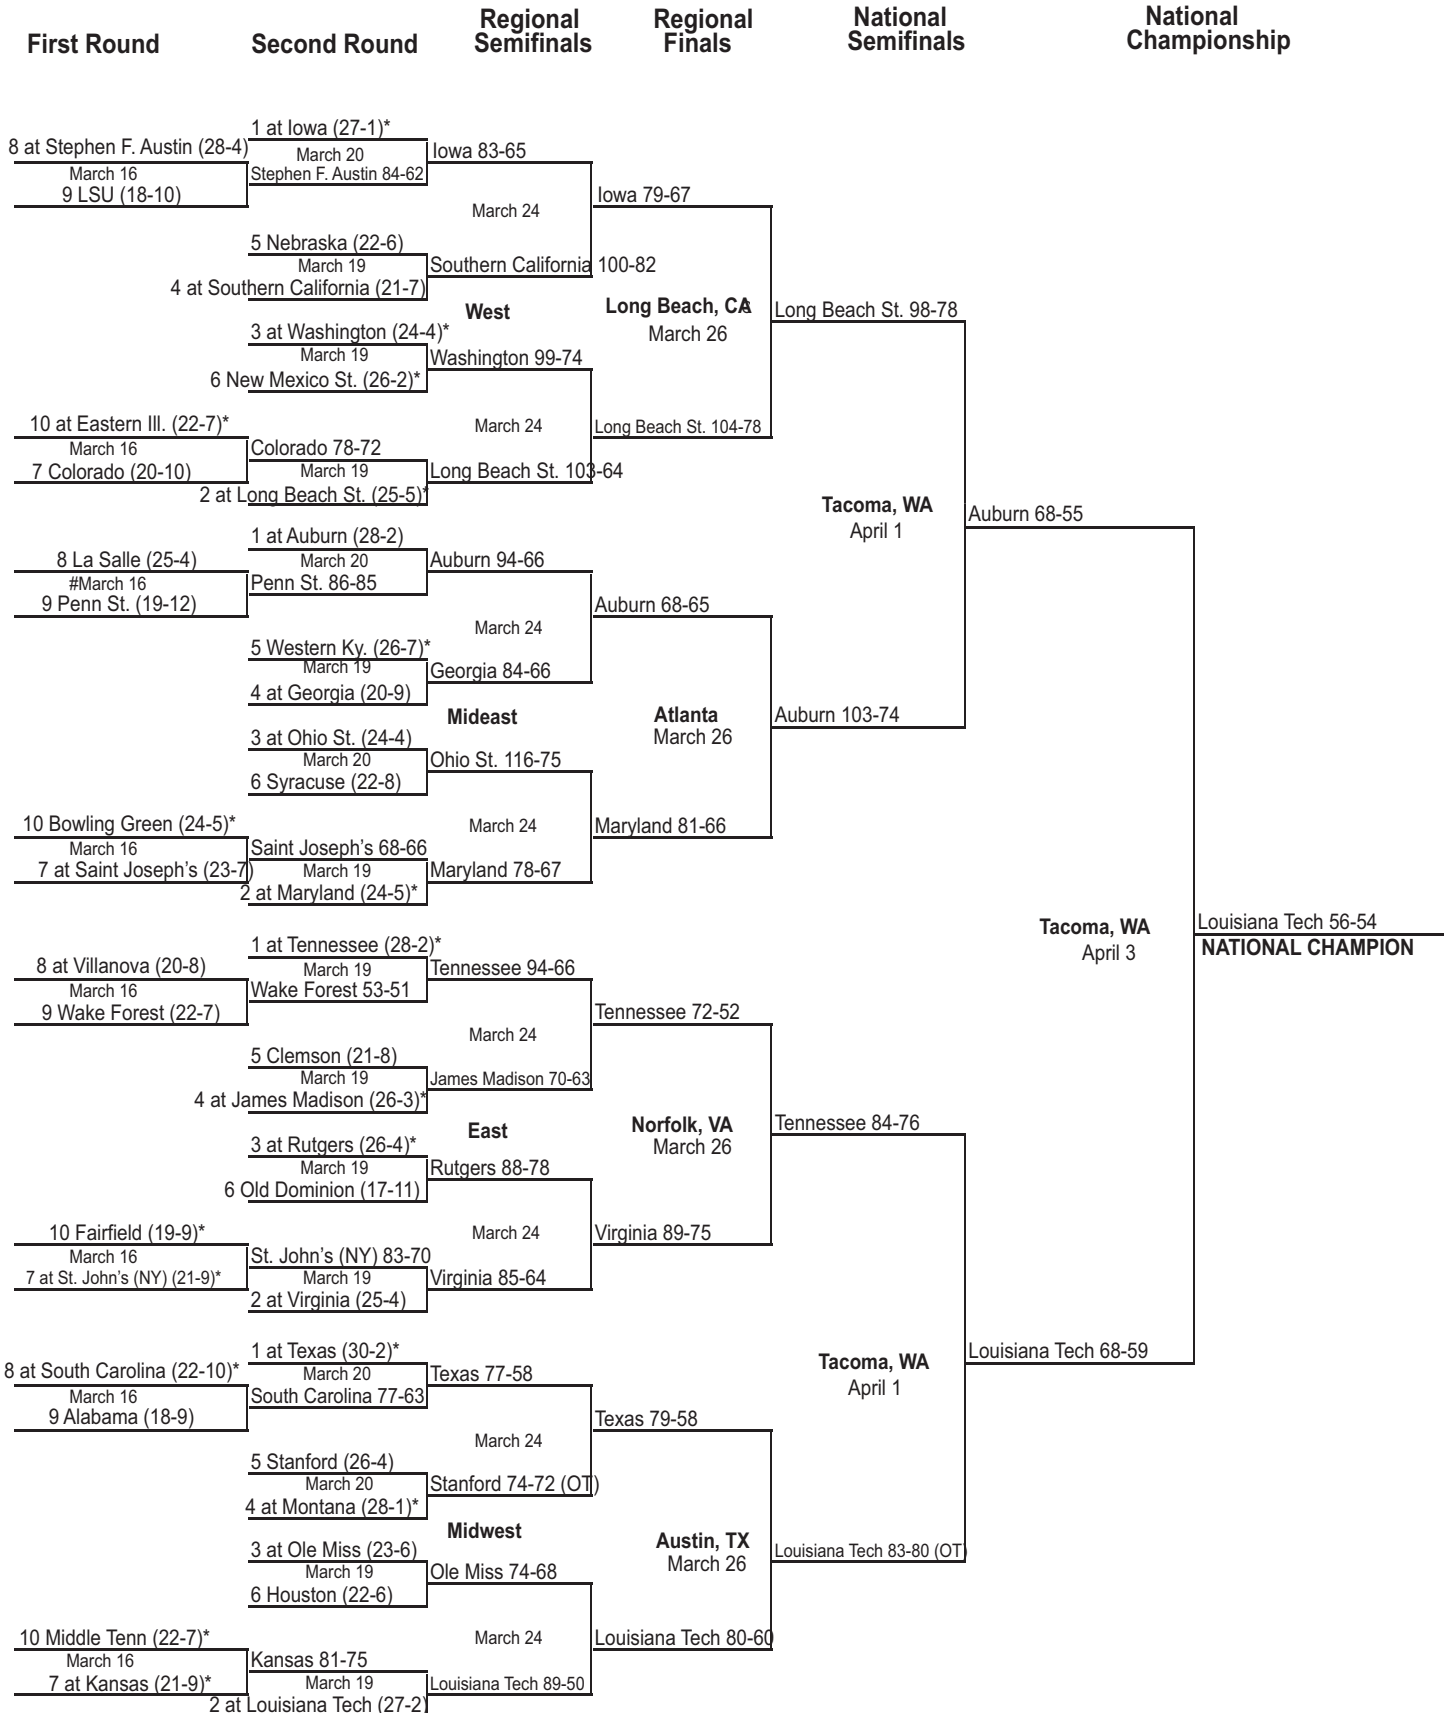 First Round
Second Round
Regional
Semifinals
Regional
Finals
National
Semifinals
National
Championship
1 at Iowa (27-1)*
8 at Stephen F. Austin (28-4)
March 20
Iowa 83-65
March 16
Stephen F. Austin 84-62
9 LSU (18-10)
Iowa 79-67
March 24
5 Nebraska (22-6)
March 19
Southern California 100-82
4 at Southern California (21-7)
West
Long Beach, CA
March 26
Long Beach St. 98-78
3 at Washington (24-4)*
March 19
Washington 99-74
6 New Mexico St. (26-2)*
10 at Eastern Ill. (22-7)*
March 24
Long Beach St. 104-78
March 16
Colorado 78-72
7 Colorado (20-10)
March 19
Long Beach St. 103-64
2 at Long Beach St. (25-5)*
Tacoma, WA
April 1
Auburn 68-55
1 at Auburn (28-2)
8 La Salle (25-4)
March 20
Auburn 94-66
#March 16
Penn St. 86-85
9 Penn St. (19-12)
Auburn 68-65
March 24
5 Western Ky. (26-7)*
March 19
Georgia 84-66
4 at Georgia (20-9)
Mideast
Atlanta
March 26
Auburn 103-74
3 at Ohio St. (24-4)
March 20
Ohio St. 116-75
6 Syracuse (22-8)
10 Bowling Green (24-5)*
March 24
Maryland 81-66
March 16
Saint Joseph's 68-66
7 at Saint Joseph's (23-7)
March 19
Maryland 78-67
2 at Maryland (24-5)*
Tacoma, WA
April 3
Louisiana Tech 56-54
NATIONAL CHAMPION
1 at Tennessee (28-2)*
8 at Villanova (20-8)
March 19
Tennessee 94-66
March 16
Wake Forest 53-51
9 Wake Forest (22-7)
Tennessee 72-52
March 24
5 Clemson (21-8)
March 19
James Madison 70-63
4 at James Madison (26-3)*
East
Norfolk, VA
March 26
Tennessee 84-76
3 at Rutgers (26-4)*
March 19
Rutgers 88-78
6 Old Dominion (17-11)
10 Fairfield (19-9)*
March 24
Virginia 89-75
March 16
St. John's (NY) 83-70
7 at St. John's (NY) (21-9)*
March 19
Virginia 85-64
2 at Virginia (25-4)
1 at Texas (30-2)*
Tacoma, WA
April 1
Louisiana Tech 68-59
8 at South Carolina (22-10)*
March 20
Texas 77-58
March 16
South Carolina 77-63
9 Alabama (18-9)
Texas 79-58
March 24
5 Stanford (26-4)
March 20
Stanford 74-72 (OT)
4 at Montana (28-1)*
Midwest
Austin, TX
March 26
Louisiana Tech 83-80 (OT)
3 at Ole Miss (23-6)
March 19
Ole Miss 74-68
6 Houston (22-6)
10 Middle Tenn (22-7)*
March 24
Louisiana Tech 80-60
March 16
Kansas 81-75
7 at Kansas (21-9)*
March 19
Louisiana Tech 89-50
2 at Louisiana Tech (27-2)